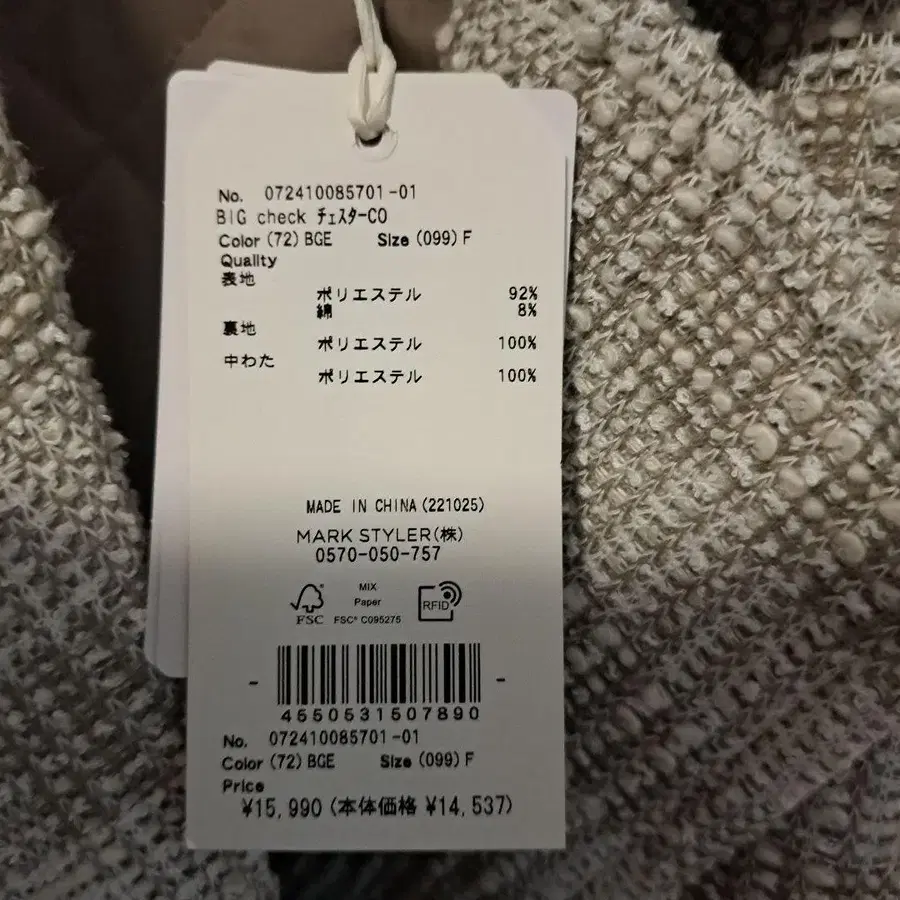 No. 072410085701-01
BIG check ﾁｪｽﾀｰCO
Color (72) BGE Size (099) F
Quality
表地
ポリエステル 92%
綿 8%
裏地
ポリエステル 100%
中わた
ポリエステル 100%
MADE IN CHINA (221025)
MARK STYLER(株)
0570-050-757
MIX
Paper
FSC FSC® C095275
RFID
4550531507890
No. 072410085701-01
Color (72) BGE Size (099) F
Price
¥15,990 (本体価格 ¥14,537)